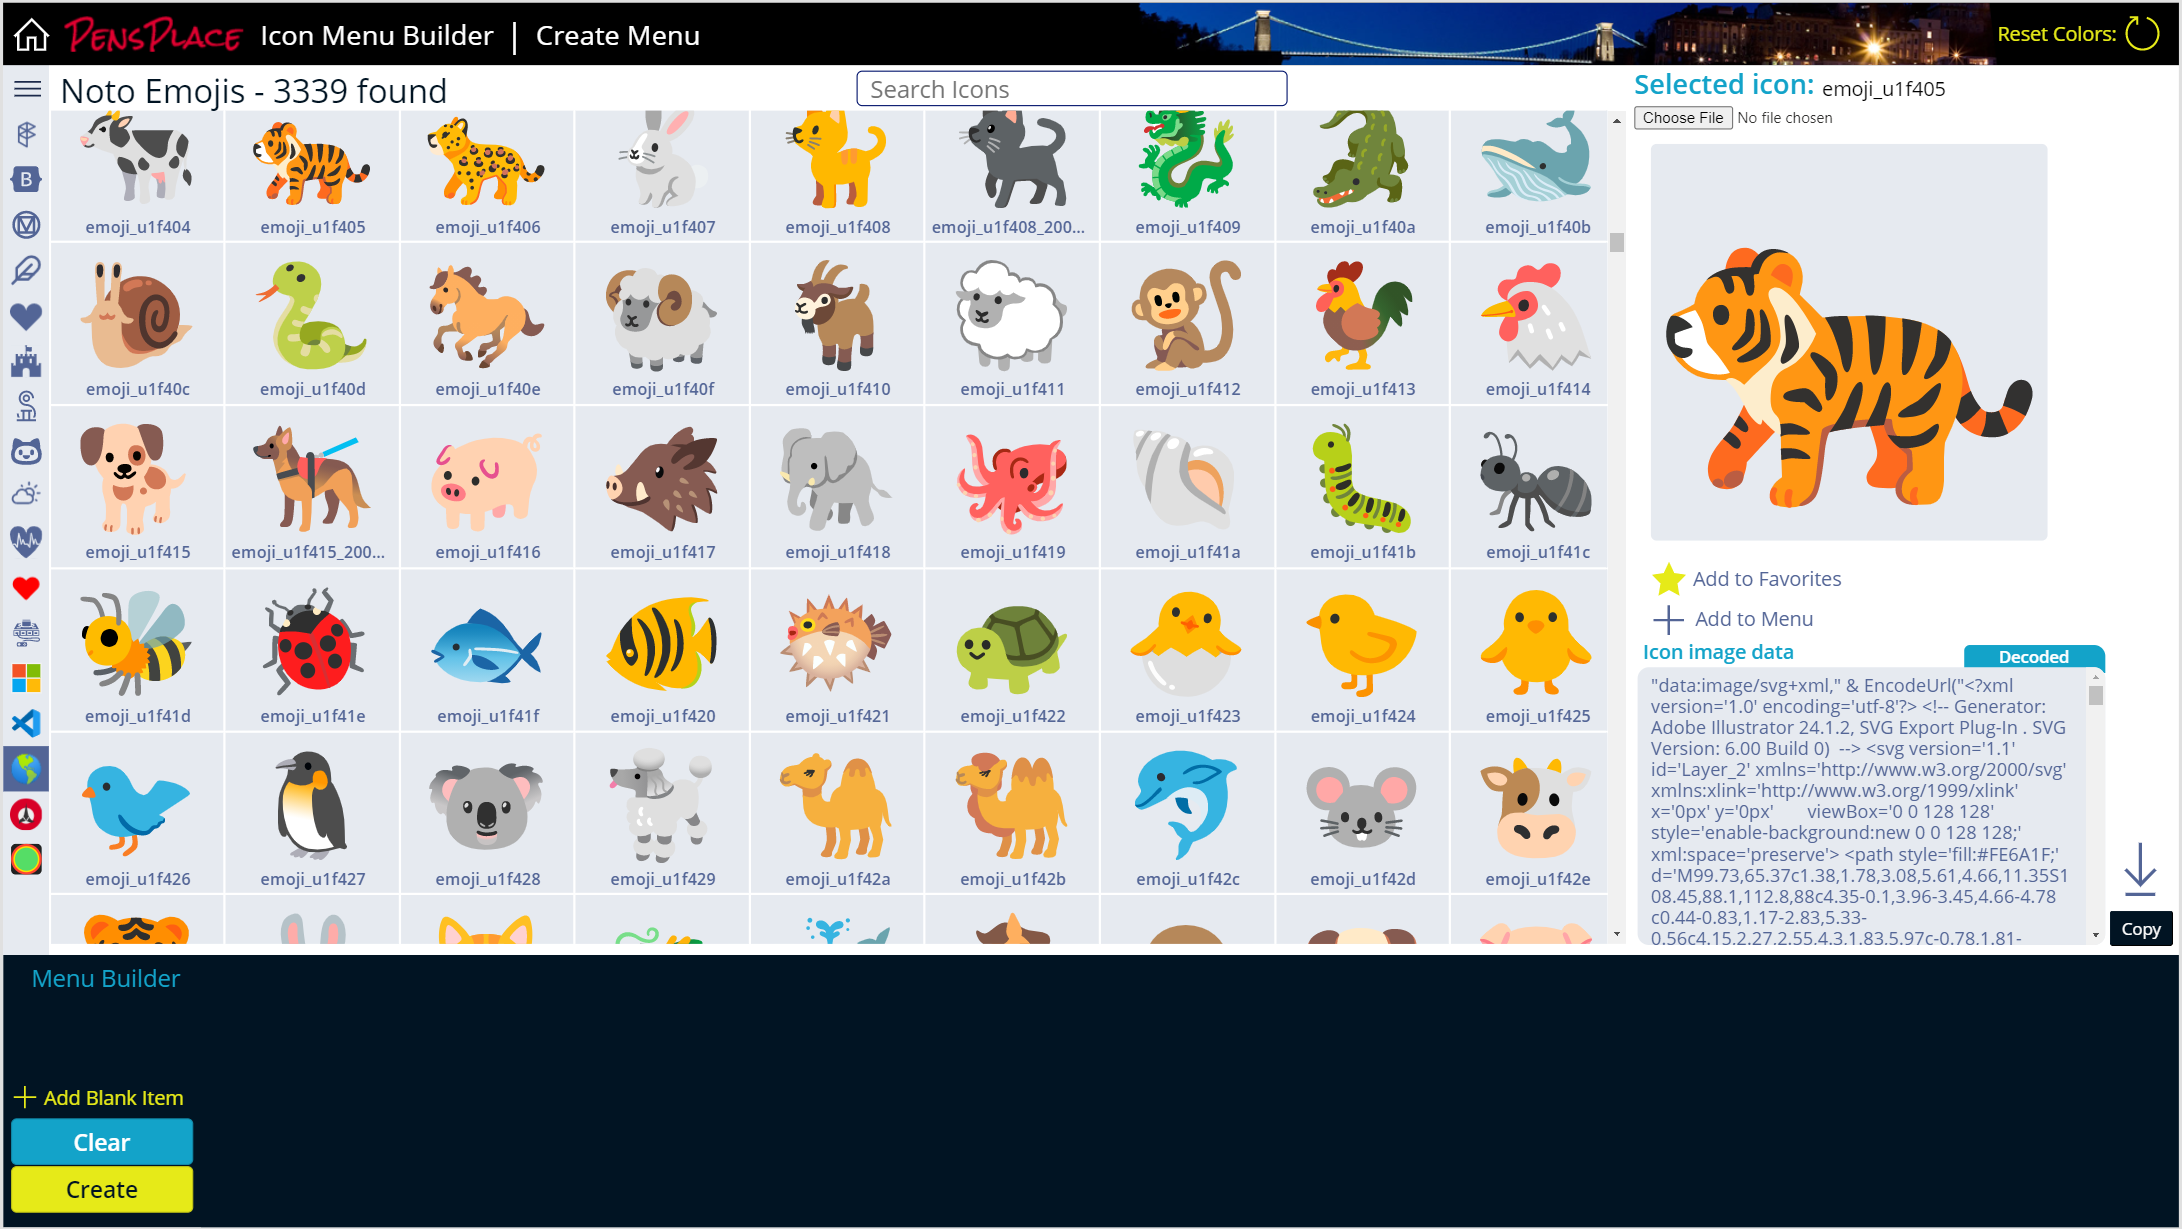 PENSPLACE Icon Menu Builder | Create Menu
Reset Colors:
Noto Emojis - 3339 found
Search Icons
Selected icon: emoji_u1f405
Choose File No file chosen
emoji_u1f404 emoji_u1f405 emoji_u1f406 emoji_u1f407 emoji_u1f408 emoji_u1f408_200... emoji_u1f409 emoji_u1f40a emoji_u1f40b
emoji_u1f40c emoji_u1f40d emoji_u1f40e emoji_u1f40f emoji_u1f410 emoji_u1f411 emoji_u1f412 emoji_u1f413 emoji_u1f414
emoji_u1f415 emoji_u1f415_200... emoji_u1f416 emoji_u1f417 emoji_u1f418 emoji_u1f419 emoji_u1f41a emoji_u1f41b emoji_u1f41c
emoji_u1f41d emoji_u1f41e emoji_u1f41f emoji_u1f420 emoji_u1f421 emoji_u1f422 emoji_u1f423 emoji_u1f424 emoji_u1f425
emoji_u1f426 emoji_u1f427 emoji_u1f428 emoji_u1f429 emoji_u1f42a emoji_u1f42b emoji_u1f42c emoji_u1f42d emoji_u1f42e
Add to Favorites
Add to Menu
Icon image data
Decoded
"data:image/svg+xml," & EncodeUrl("<?xml
version='1.0' encoding='utf-8'?> <!-- Generator:
Adobe Illustrator 24.1.2, SVG Export Plug-In . SVG
Version: 6.00 Build 0)  --> <svg version='1.1'
id='Layer_2' xmlns='http://www.w3.org/2000/svg'
xmlns:xlink='http://www.w3.org/1999/xlink'
x='0px' y='0px'      viewBox='0 0 128 128'
style='enable-background:new 0 0 128 128;'
xml:space='preserve'> <path style='fill:#FE6A1F;'
d='M99.73,65.37c1.38,1.78,3.08,5.61,4.66,11.35S1
08.45,88.1,112.8,88c4.35-0.1,3.96-3.45,4.66-4.78
c0.44-0.83,1.17-2.83,5.33-
0.56c4.15,2.27,2.55,4.3,1.83,5.97c-0.78,1.81-
Copy
Menu Builder
Add Blank Item
Clear
Create